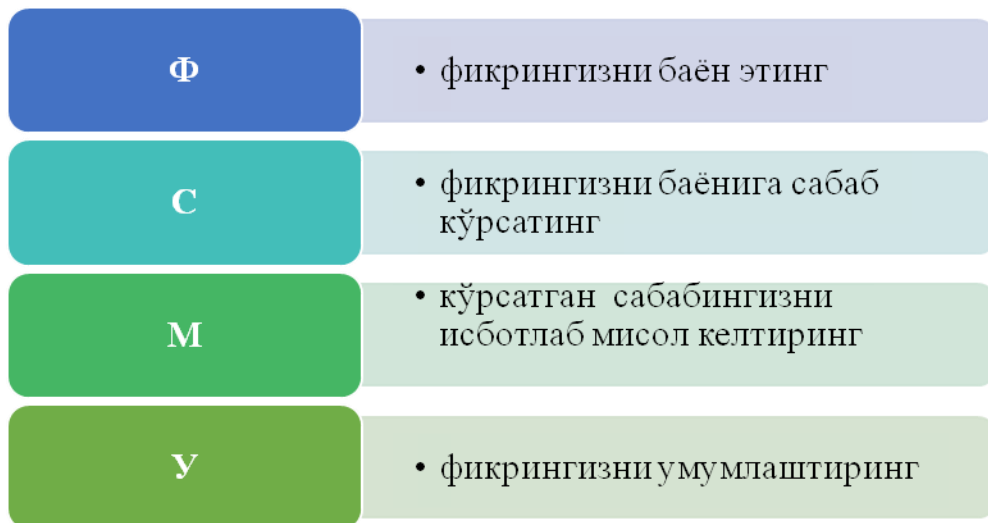 Ф
• фикрингизни баён этинг
С
• фикрингизни баёнига сабаб
кўрсатинг
М
• кўрсатган сабабингизни
исботлаб мисол келтиринг
У
• фикрингизни умумлаштиринг